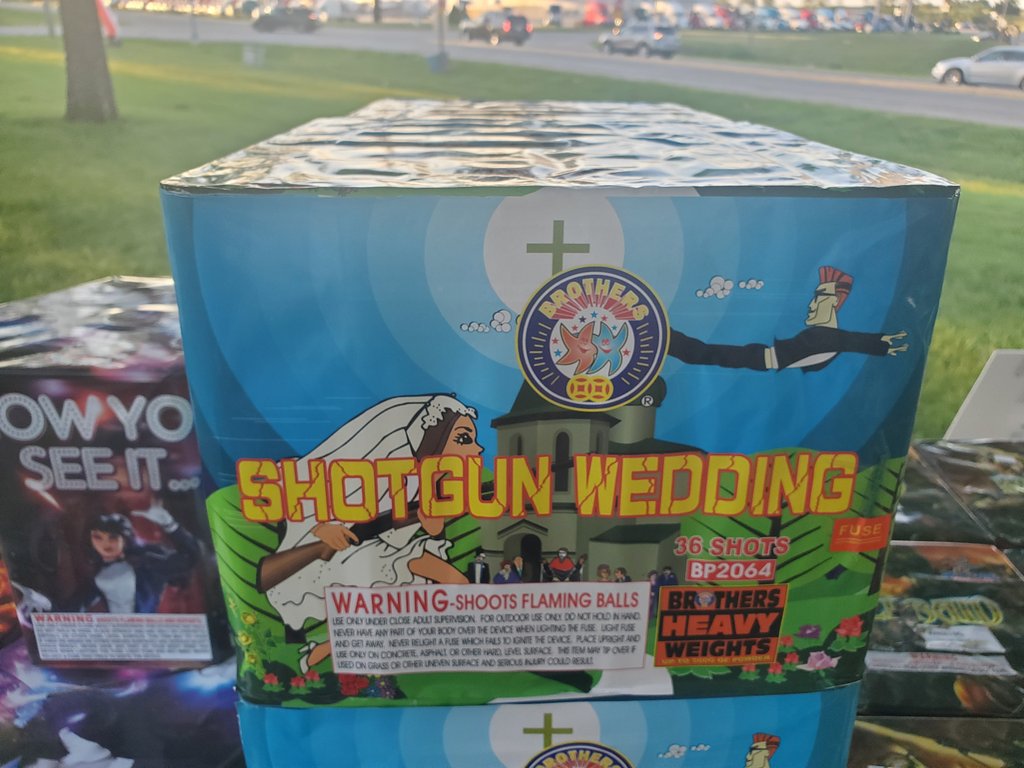 BROTHERS
®
OW YO
SEE IT...
SHOTGUN WEDDING
FUSE
36 SHOTS
BP2064
WARNING-SHOOTS FLAMING BALLS
USE ONLY UNDER CLOSE ADULT SUPERVISION. FOR OUTDOOR USE ONLY. DO NOT HOLD IN HAND.
NEVER HAVE ANY PART OF YOUR BODY OVER THE DEVICE WHEN LIGHTING THE FUSE. LIGHT FUSE
AND GET AWAY. NEVER RELIGHT A FUSE WHICH FAILS TO IGNITE THE DEVICE. PLACE UPRIGHT AND
USE ONLY ON CONCRETE, ASPHALT, OR OTHER HARD, LEVEL SURFACE. THIS ITEM MAY TIP OVER IF
USED ON GRASS OR OTHER UNEVEN SURFACE AND SERIOUS INJURY COULD RESULT.
BROTHERS
HEAVY
WEIGHTS
WARNING
BROTHERS